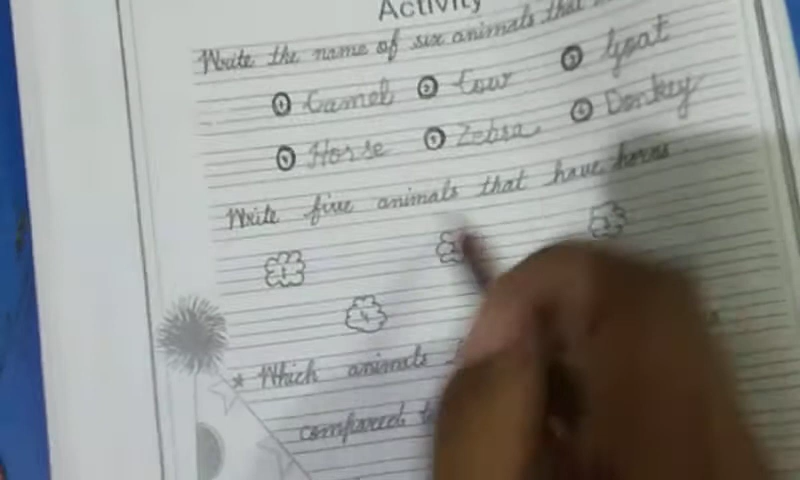 Activity
Write the name of six animals that
1 Camel 2 Cow 3 Goat
4 Horse 5 Zebra 6 Donkey
Write five animals that have horns
1 2 3
4
* Which animals
compared